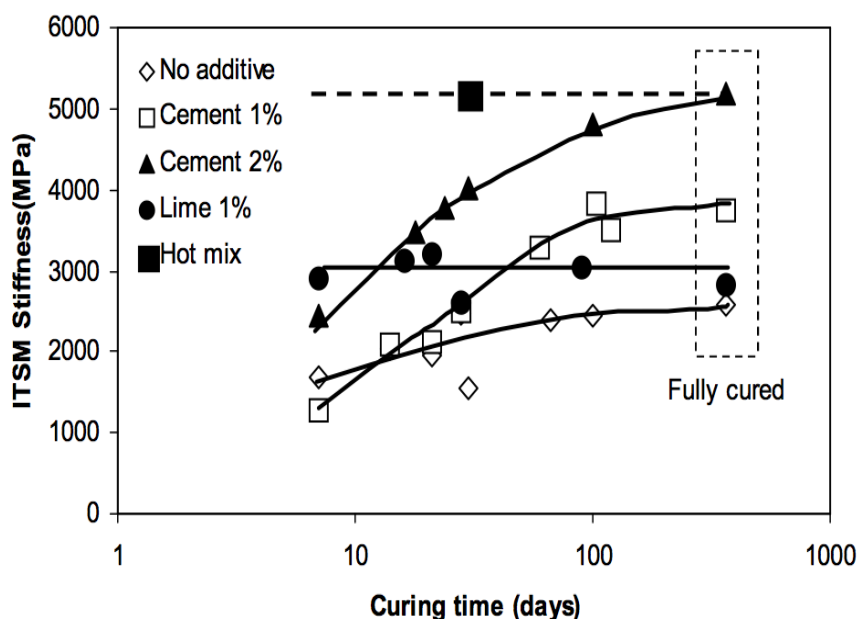 6000
5000
4000
3000
2000
1000
0
ITSM Stiffness(MPa)
No additive
Cement 1%
Cement 2%
Lime 1%
Hot mix
Fully cured
1
10
100
1000
Curing time (days)